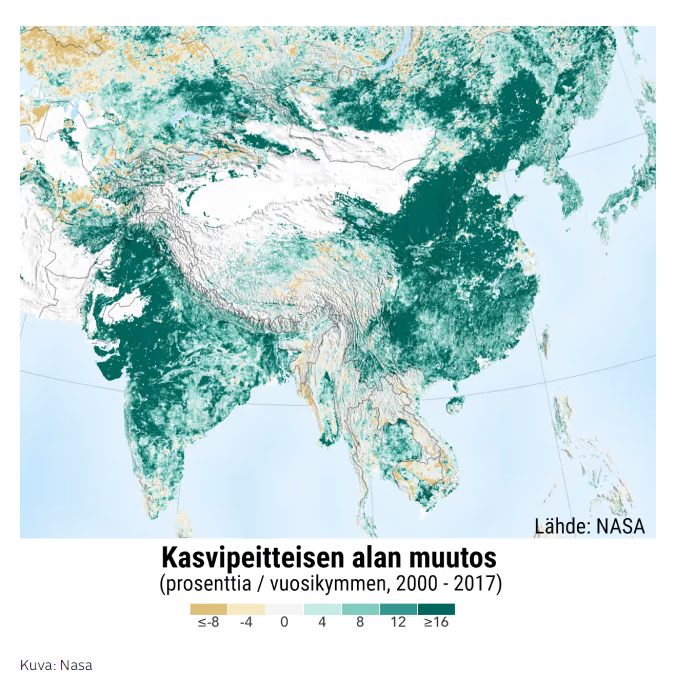 Lähde: NASA
Kasvipeitteisen alan muutos
(prosenttia / vuosikymmen, 2000 - 2017)
≤-8 -4 0 4 8 12 ≥16
Kuva: Nasa